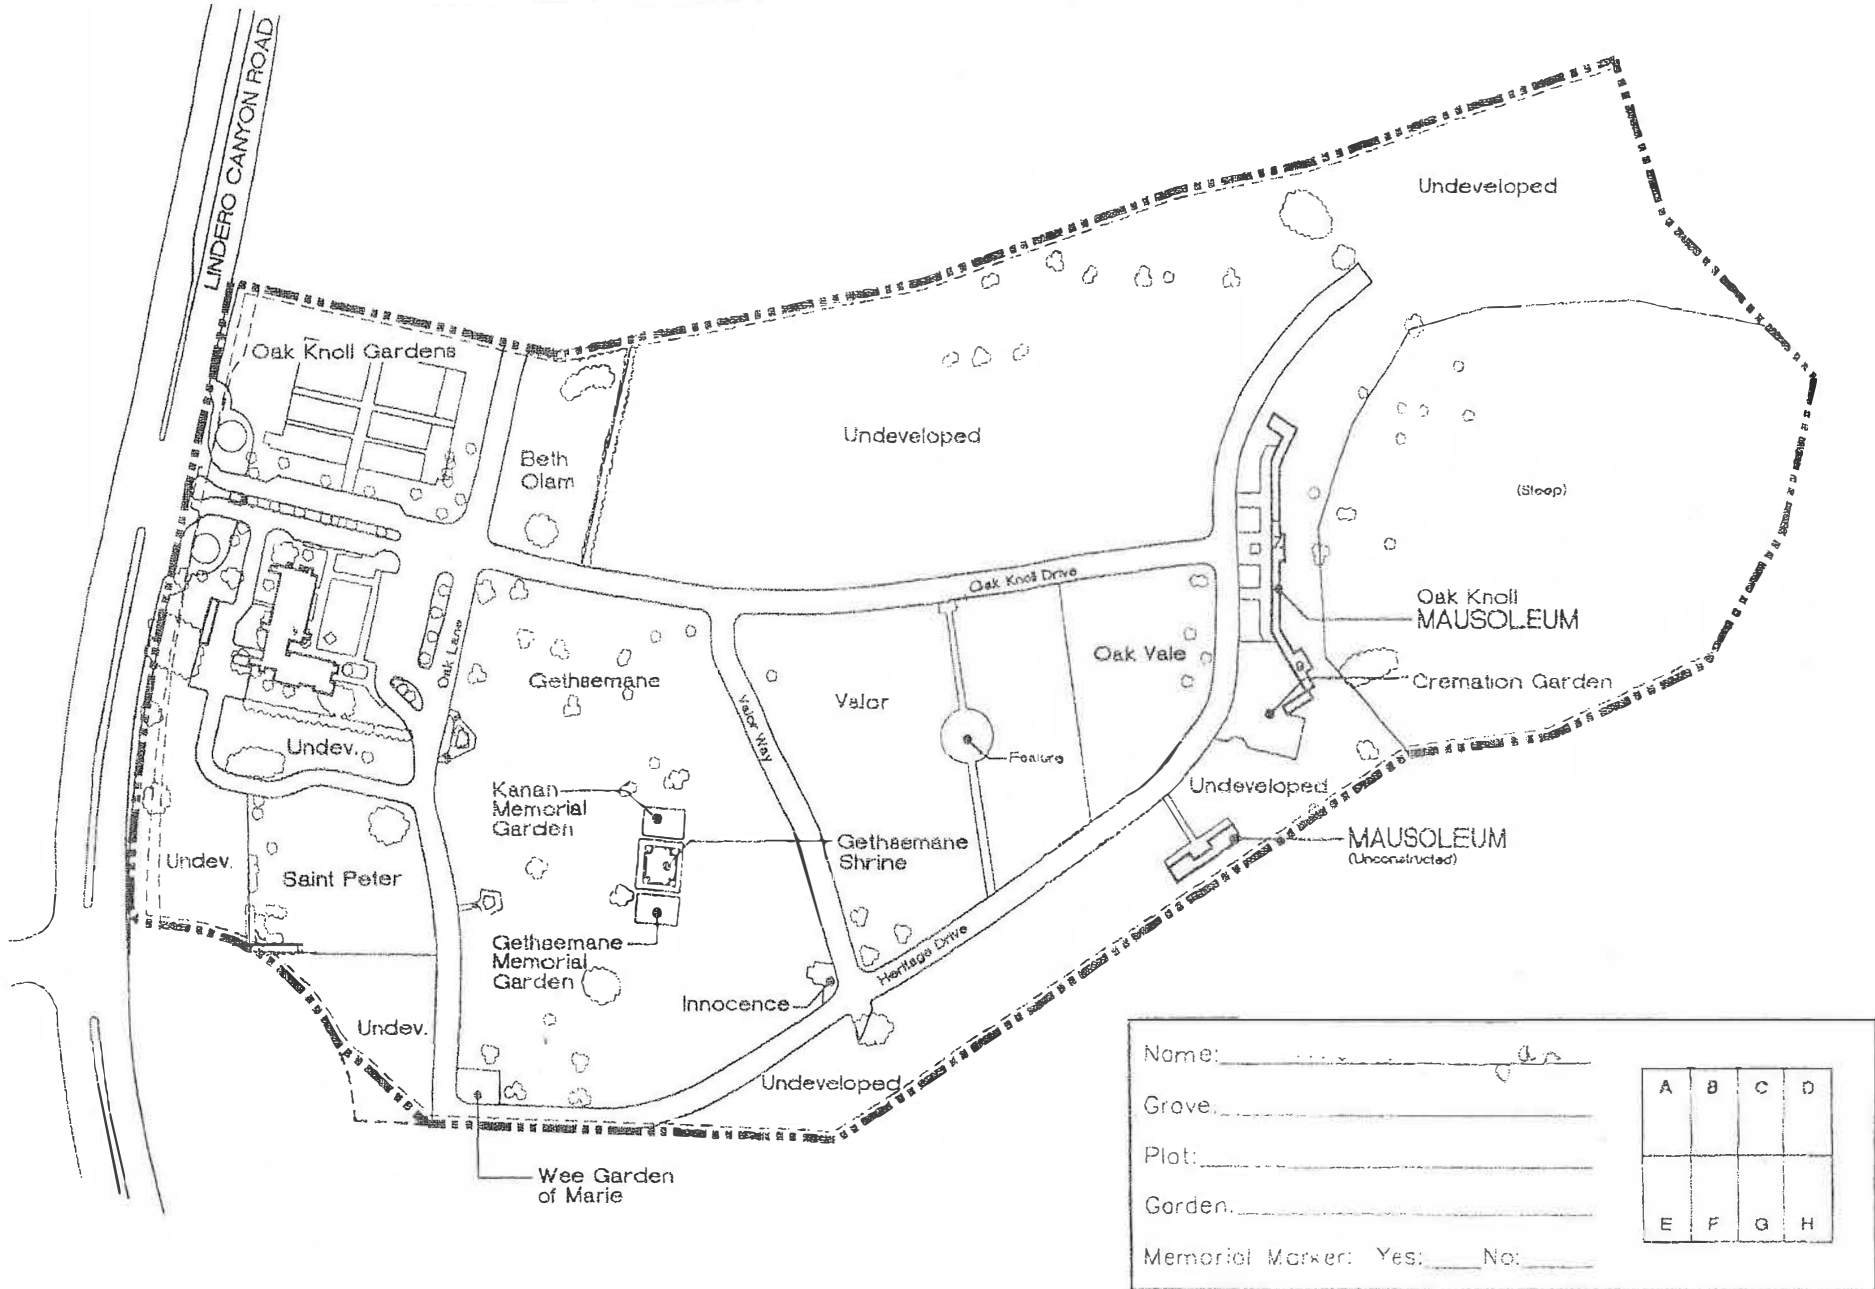 LINDERO CANYON ROAD
Undeveloped
Oak Knoll Gardens
Undeveloped
Beth
Olam
(Steep)
Oak Knoll Drive
Oak Knoll
MAUSOLEUM
Oak Lane
Gethsemane
Valor Way
Valor
Oak Vale
Cremation Garden
Undev.
Feature
Undeveloped
Kanan
Memorial
Garden
Gethsemane
Shrine
MAUSOLEUM
(Unconstructed)
Undev.
Saint Peter
Gethsemane
Memorial
Garden
Heritage Drive
Innocence
Undev.
Undeveloped
Wee Garden
of Marie
Name:
Grove:
Plot:
Garden:
Memorial Marker: Yes: No:
A B C D
E F G H